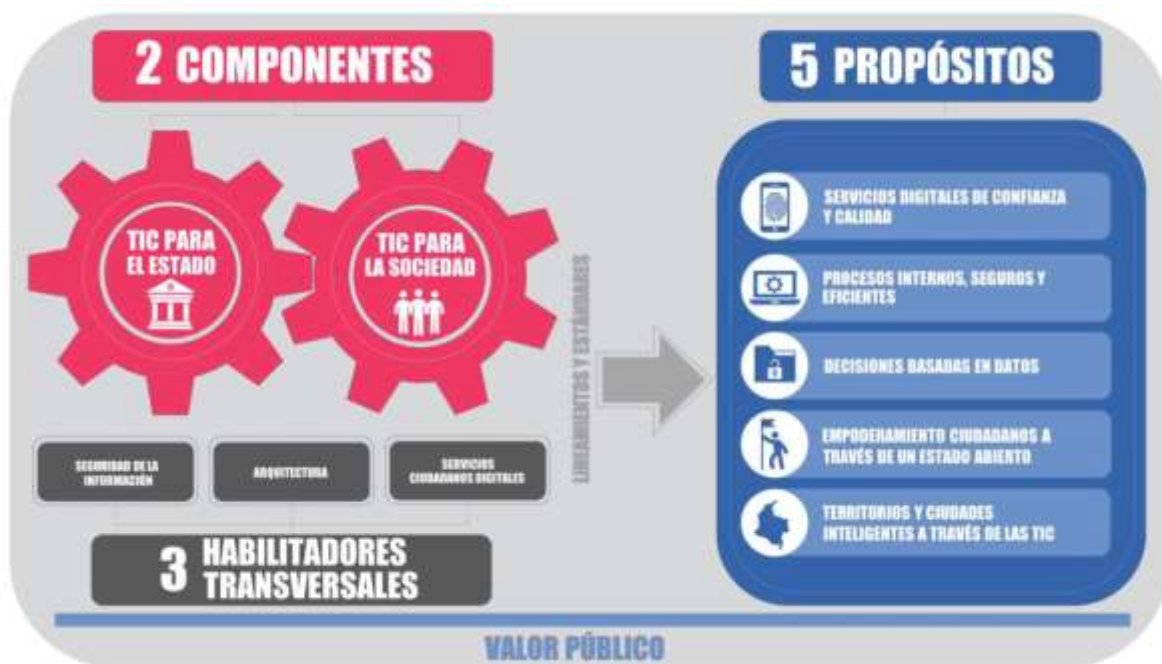 2 COMPONENTES
TIC PARA
EL ESTADO
TIC PARA
LA SOCIEDAD
SEGURIDAD DE LA
INFORMACIÓN
ARQUITECTURA
SERVICIOS
CIUDADANOS DIGITALES
3 HABILITADORES
TRANSVERSALES
LINEAMIENTOS Y ESTÁNDARES
5 PROPÓSITOS
SERVICIOS DIGITALES DE CONFIANZA
Y CALIDAD
PROCESOS INTERNOS, SEGUROS Y
EFICIENTES
DECISIONES BASADAS EN DATOS
EMPODERAMIENTO CIUDADANOS A
TRAVÉS DE UN ESTADO ABIERTO
TERRITORIOS Y CIUDADES
INTELIGENTES A TRAVÉS DE LAS TIC
VALOR PÚBLICO